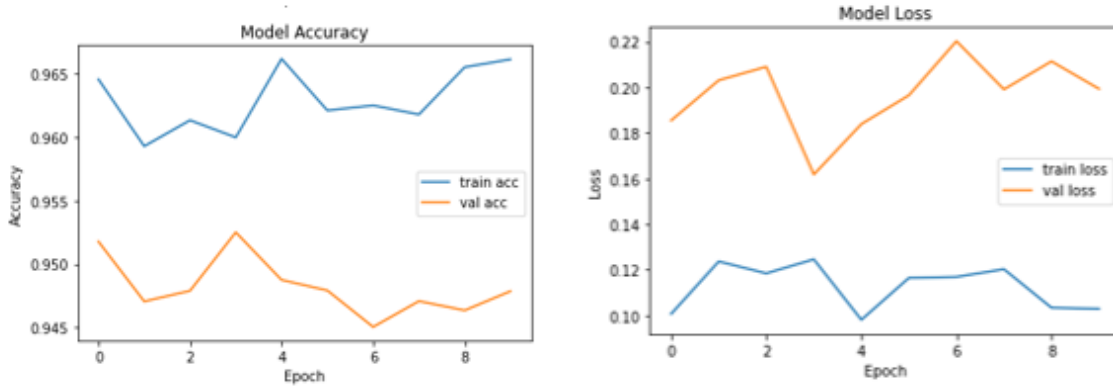 Model Accuracy
0.965
0.960
0.955
0.950
0.945
Accuracy
train acc
val acc
0 2 4 6 8
Epoch
Model Loss
0.22
0.20
0.18
0.16
0.14
0.12
0.10
Loss
train loss
val loss
0 2 4 6 8
Epoch